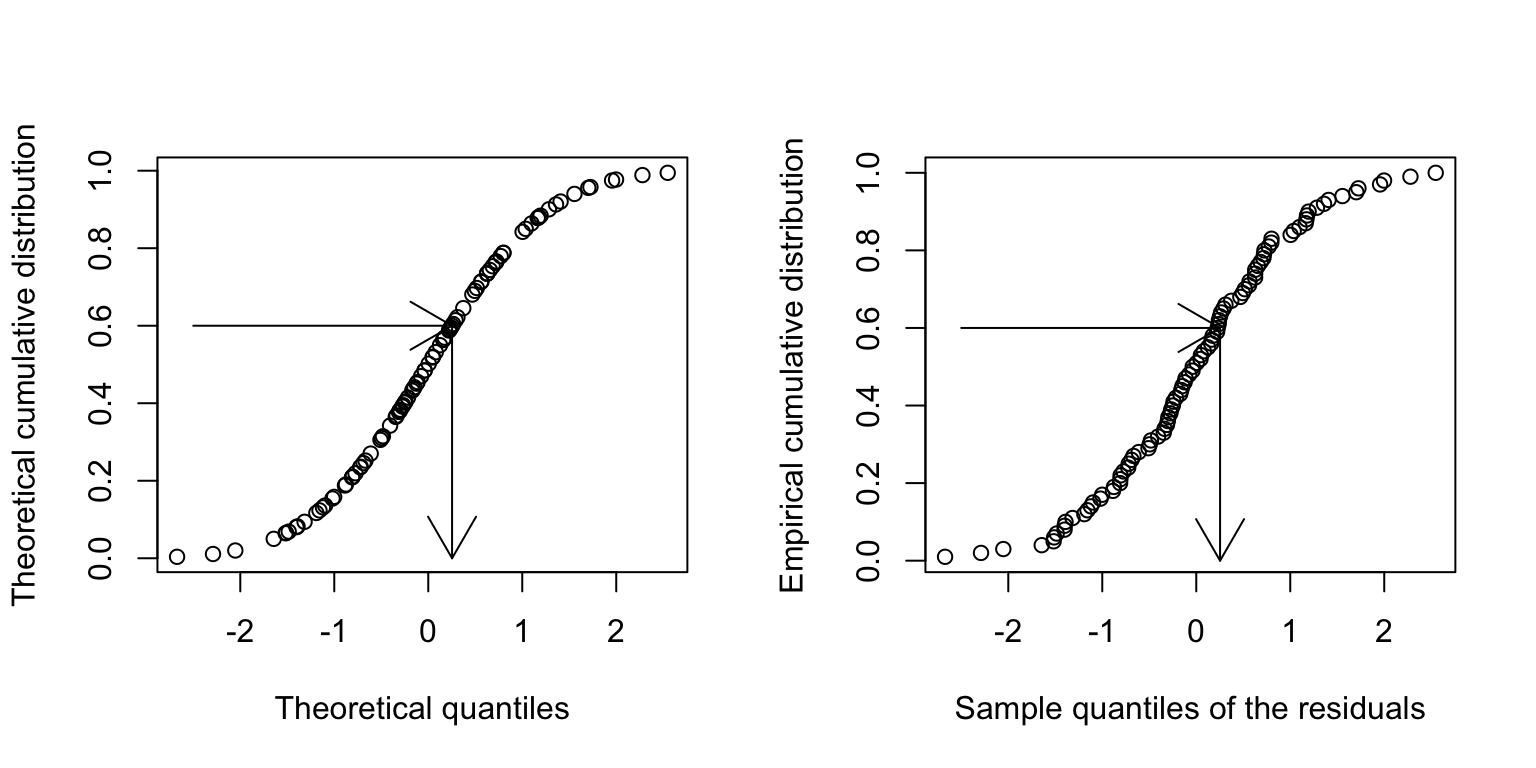 Theoretical cumulative distribution
1.0
0.8
0.6
0.4
0.2
0.0
-2 -1 0 1 2
Theoretical quantiles
Empirical cumulative distribution
1.0
0.8
0.6
0.4
0.2
0.0
-2 -1 0 1 2
Sample quantiles of the residuals